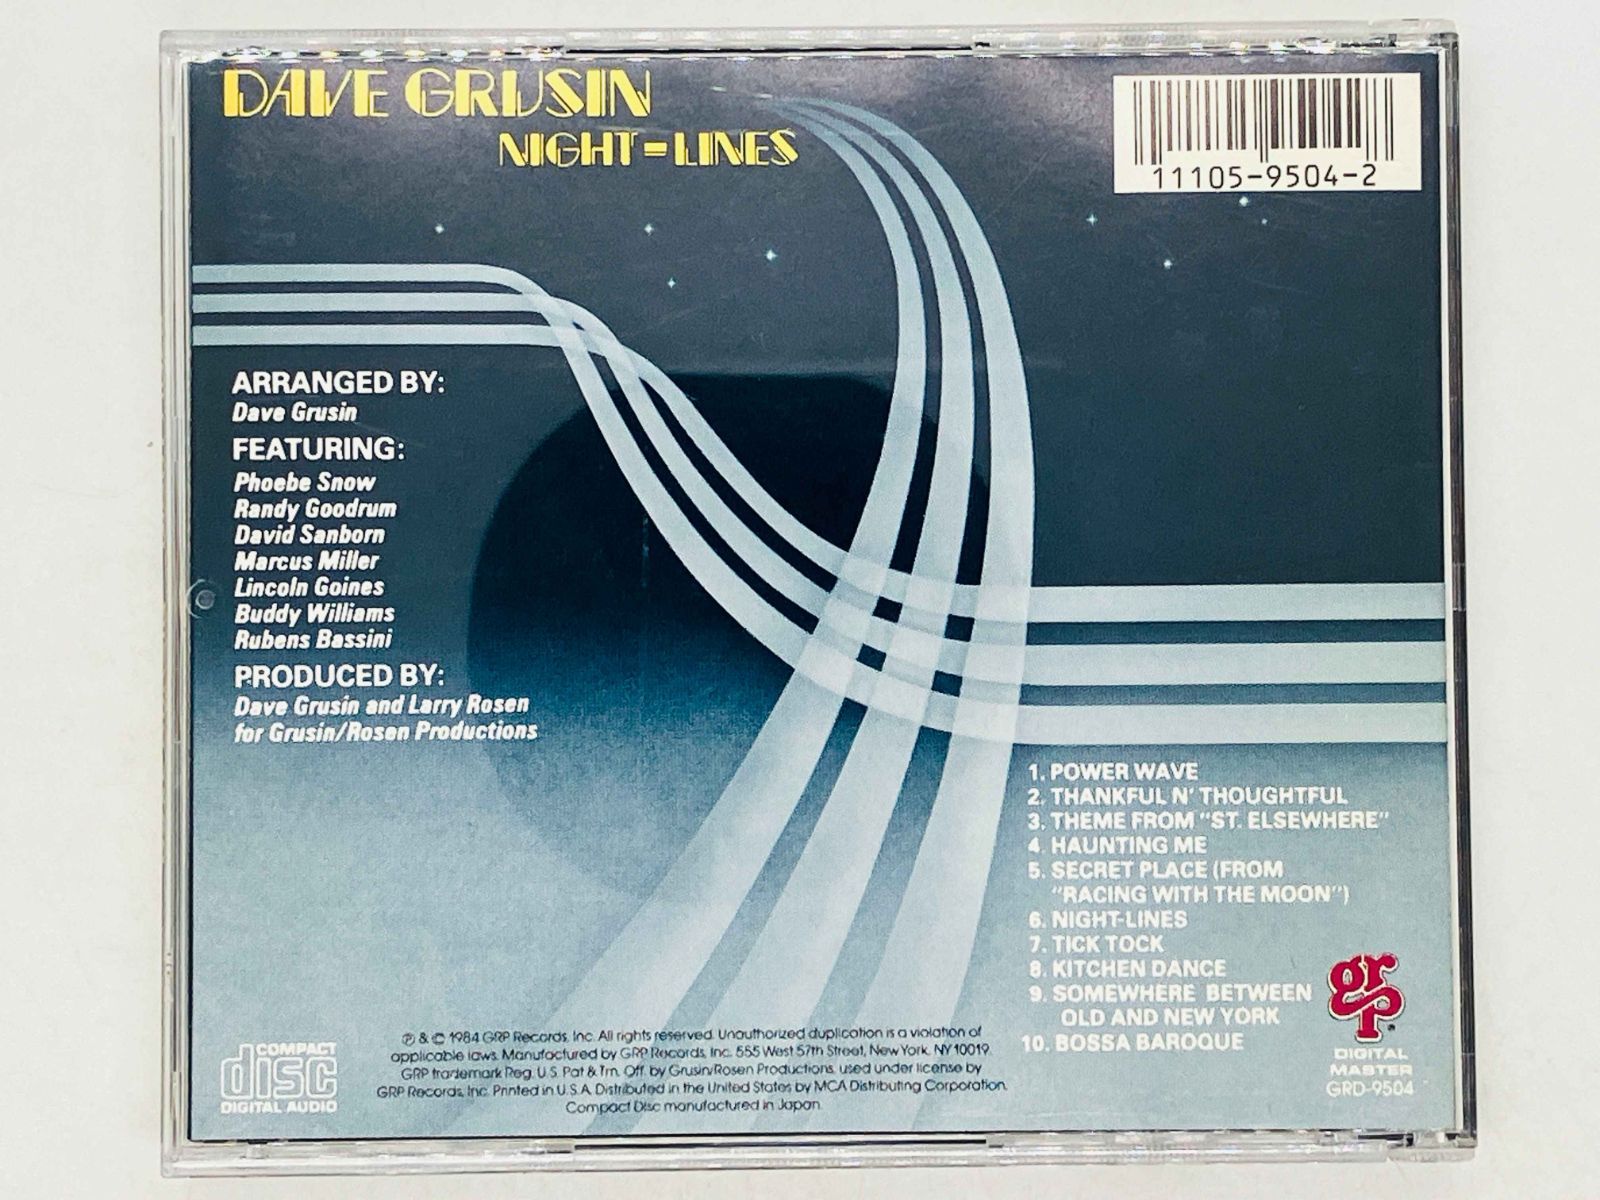 DAVE GRUSIN
NIGHT-LINES
11105-9504-2
ARRANGED BY:
Dave Grusin
FEATURING:
Phoebe Snow
Randy Goodrum
David Sanborn
Marcus Miller
Lincoln Goines
Buddy Williams
Rubens Bassini
PRODUCED BY:
Dave Grusin and Larry Rosen
for Grusin/Rosen Productions
1. POWER WAVE
2. THANKFUL N' THOUGHTFUL
3. THEME FROM "ST. ELSEWHERE"
4. HAUNTING ME
5. SECRET PLACE (FROM
"RACING WITH THE MOON")
6. NIGHT-LINES
7. TICK TOCK
8. KITCHEN DANCE
9. SOMEWHERE BETWEEN
OLD AND NEW YORK
10. BOSSA BAROQUE
grp®
DIGITAL
MASTER
GRD-9504
COMPACT
disc
DIGITAL AUDIO
℗ & © 1984 GRP Records, Inc. All rights reserved. Unauthorized duplication is a violation of
applicable laws. Manufactured by GRP Records, Inc. 555 West 57th Street, New York, NY 10019.
GRP trademark Reg. U.S. Pat & Tm. Off. by Grusin/Rosen Productions, used under license by
GRP Records, Inc. Printed in U.S.A. Distributed in the United States by MCA Distributing Corporation.
Compact Disc manufactured in Japan.